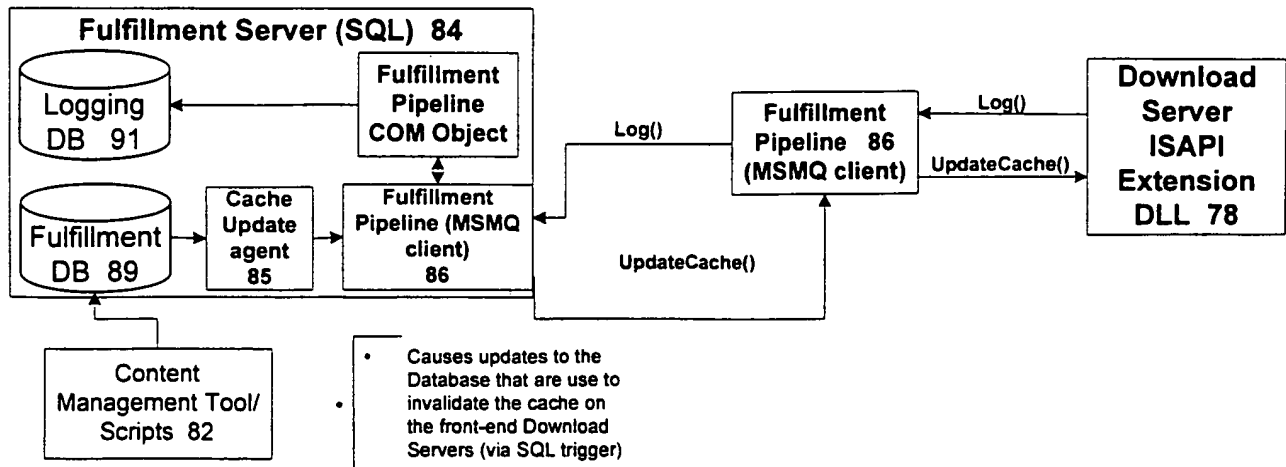 Fulfillment Server (SQL) 84
Logging
DB 91
Fulfillment
Pipeline
COM Object
Fulfillment
DB 89
Cache
Update
agent
85
Fulfillment
Pipeline (MSMQ
client)
86
Log()
UpdateCache()
Fulfillment
Pipeline 86
(MSMQ client)
Log()
UpdateCache()
Download
Server
ISAPI
Extension
DLL 78
Content
Management Tool/
Scripts 82
• Causes updates to the
Database that are use to
• invalidate the cache on
the front-end Download
Servers (via SQL trigger)